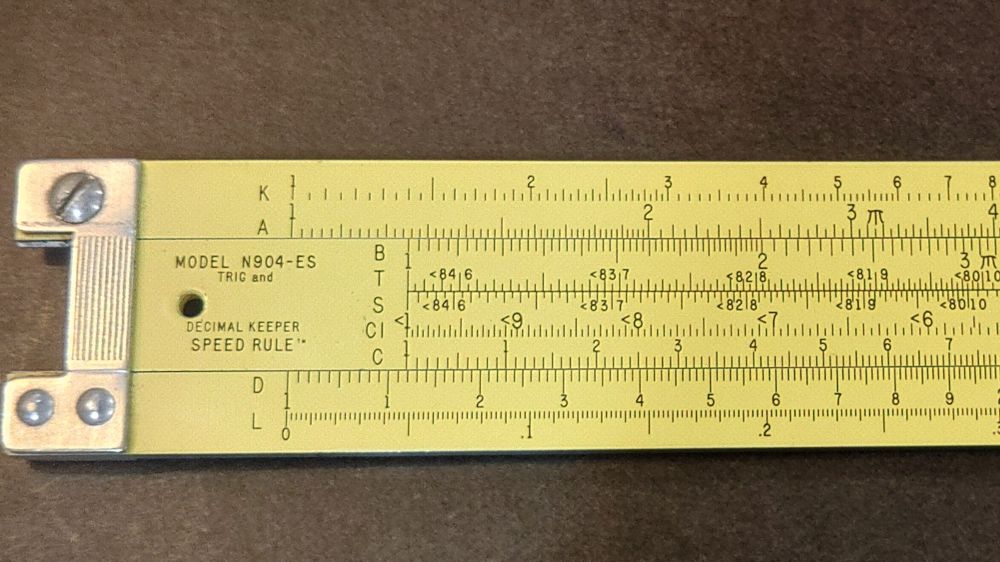 K 1 2 3 4 5 6 7 8
A 1 2 3 π 4
MODEL N904-ES
TRIG and
DECIMAL KEEPER
SPEED RULE™
B 1 2 3 π
T <84|6 <83|7 <82|8 <81|9 <80|10
S <84|6 <83|7 <82|8 <81|9 <80|10
CI <1 <9 <8 <7 <6
C 1 1 2 3 4 5 6 7
D 1 1 2 3 4 5 6 7 8 9 2
L 0 .1 .2 .3